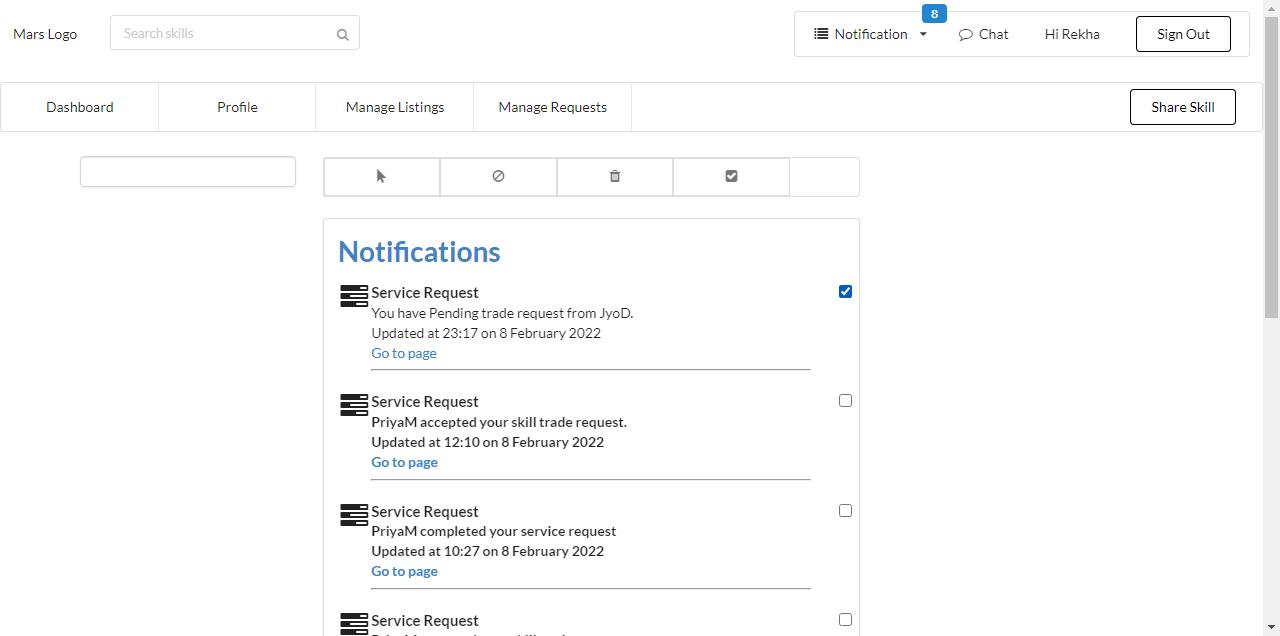 8
Mars Logo
Search skills
Notification
Chat
Hi Rekha
Sign Out
Dashboard
Profile
Manage Listings
Manage Requests
Share Skill
Notifications
Service Request
You have Pending trade request from JyoD.
Updated at 23:17 on 8 February 2022
Go to page
Service Request
PriyaM accepted your skill trade request.
Updated at 12:10 on 8 February 2022
Go to page
Service Request
PriyaM completed your service request
Updated at 10:27 on 8 February 2022
Go to page
Service Request